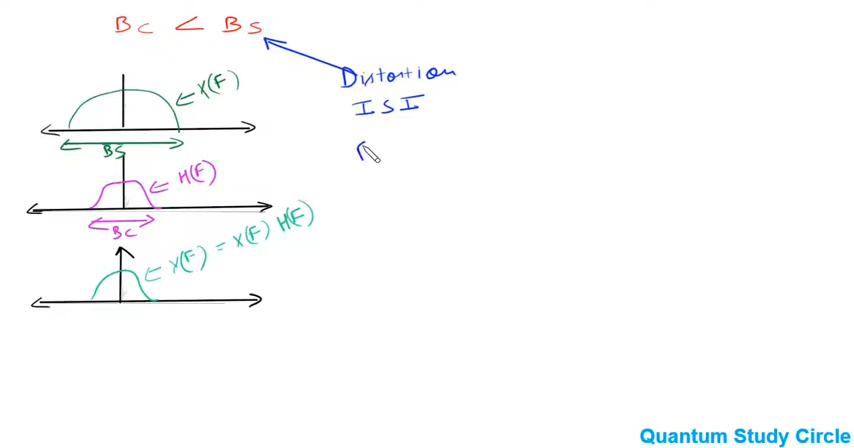 Bc < Bs
Distortion
ISI
X(F)
Bs
H(F)
Bc
Y(F) = X(F) H(F)
Quantum Study Circle